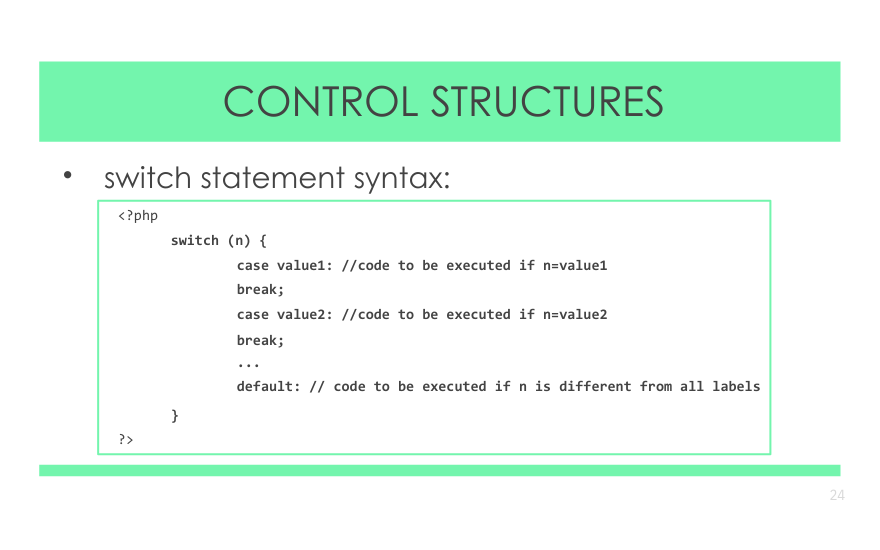 CONTROL STRUCTURES
• switch statement syntax:
<?php
switch (n) {
case value1: //code to be executed if n=value1
break;
case value2: //code to be executed if n=value2
break;
...
default: // code to be executed if n is different from all labels
}
?>
24